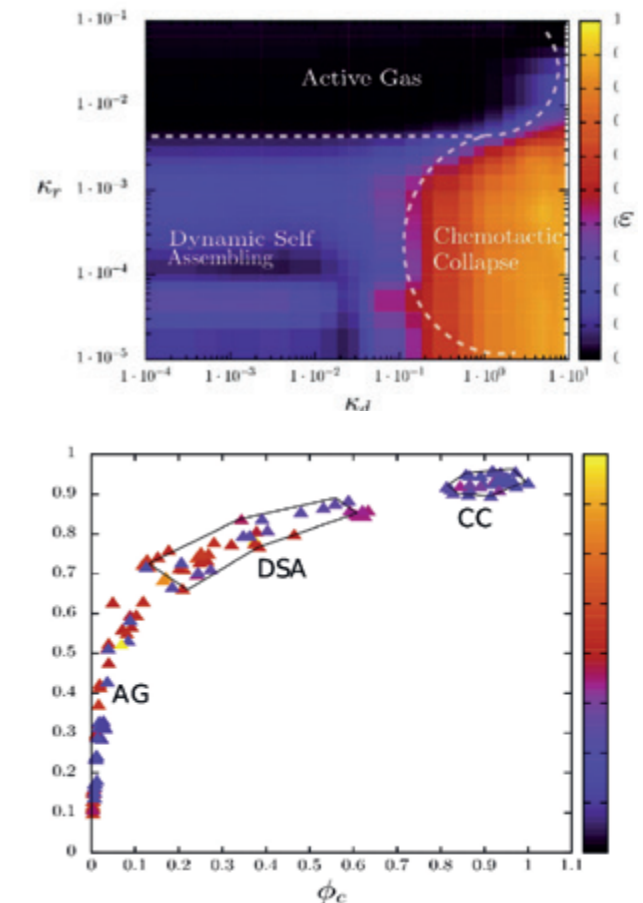 1·10⁻¹
1·10⁻²
1·10⁻³
1·10⁻⁴
1·10⁻⁵
κᵣ
Active Gas
Dynamic Self
Assembling
Chemotactic
Collapse
1·10⁻⁴ 1·10⁻³ 1·10⁻² 1·10⁻¹ 1·10⁰ 1·10¹
κd
1
ε
1
0.9
0.8
0.7
0.6
0.5
0.4
0.3
0.2
0.1
0
CC
DSA
AG
0 0.1 0.2 0.3 0.4 0.5 0.6 0.7 0.8 0.9 1 1.1
ϕc